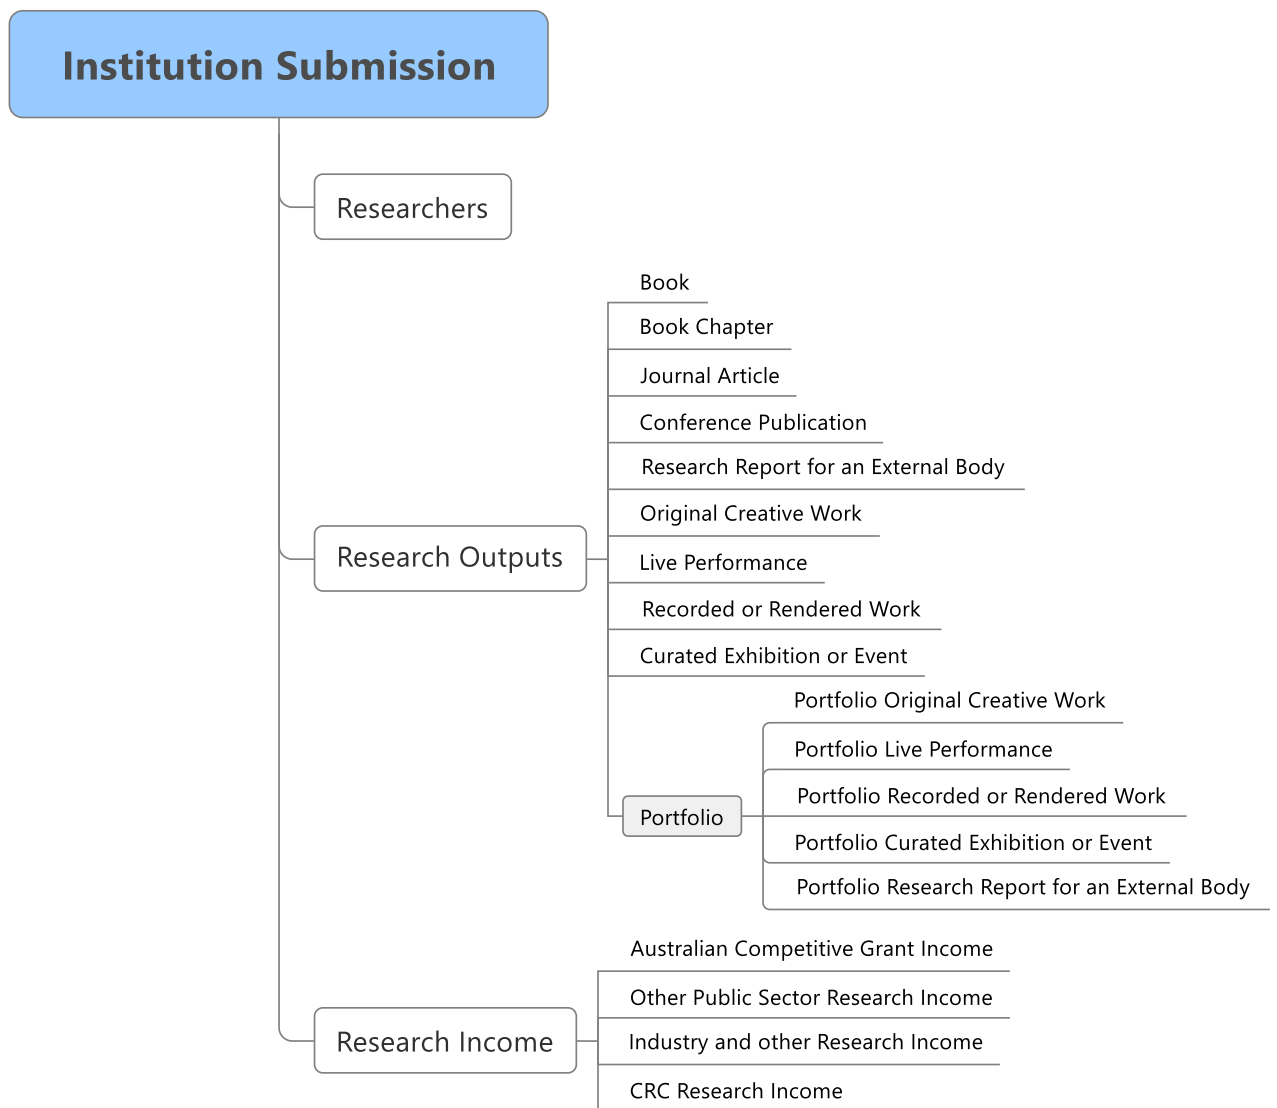 Institution Submission
Researchers
Research Outputs
Book
Book Chapter
Journal Article
Conference Publication
Research Report for an External Body
Original Creative Work
Live Performance
Recorded or Rendered Work
Curated Exhibition or Event
Portfolio
Portfolio Original Creative Work
Portfolio Live Performance
Portfolio Recorded or Rendered Work
Portfolio Curated Exhibition or Event
Portfolio Research Report for an External Body
Research Income
Australian Competitive Grant Income
Other Public Sector Research Income
Industry and other Research Income
CRC Research Income